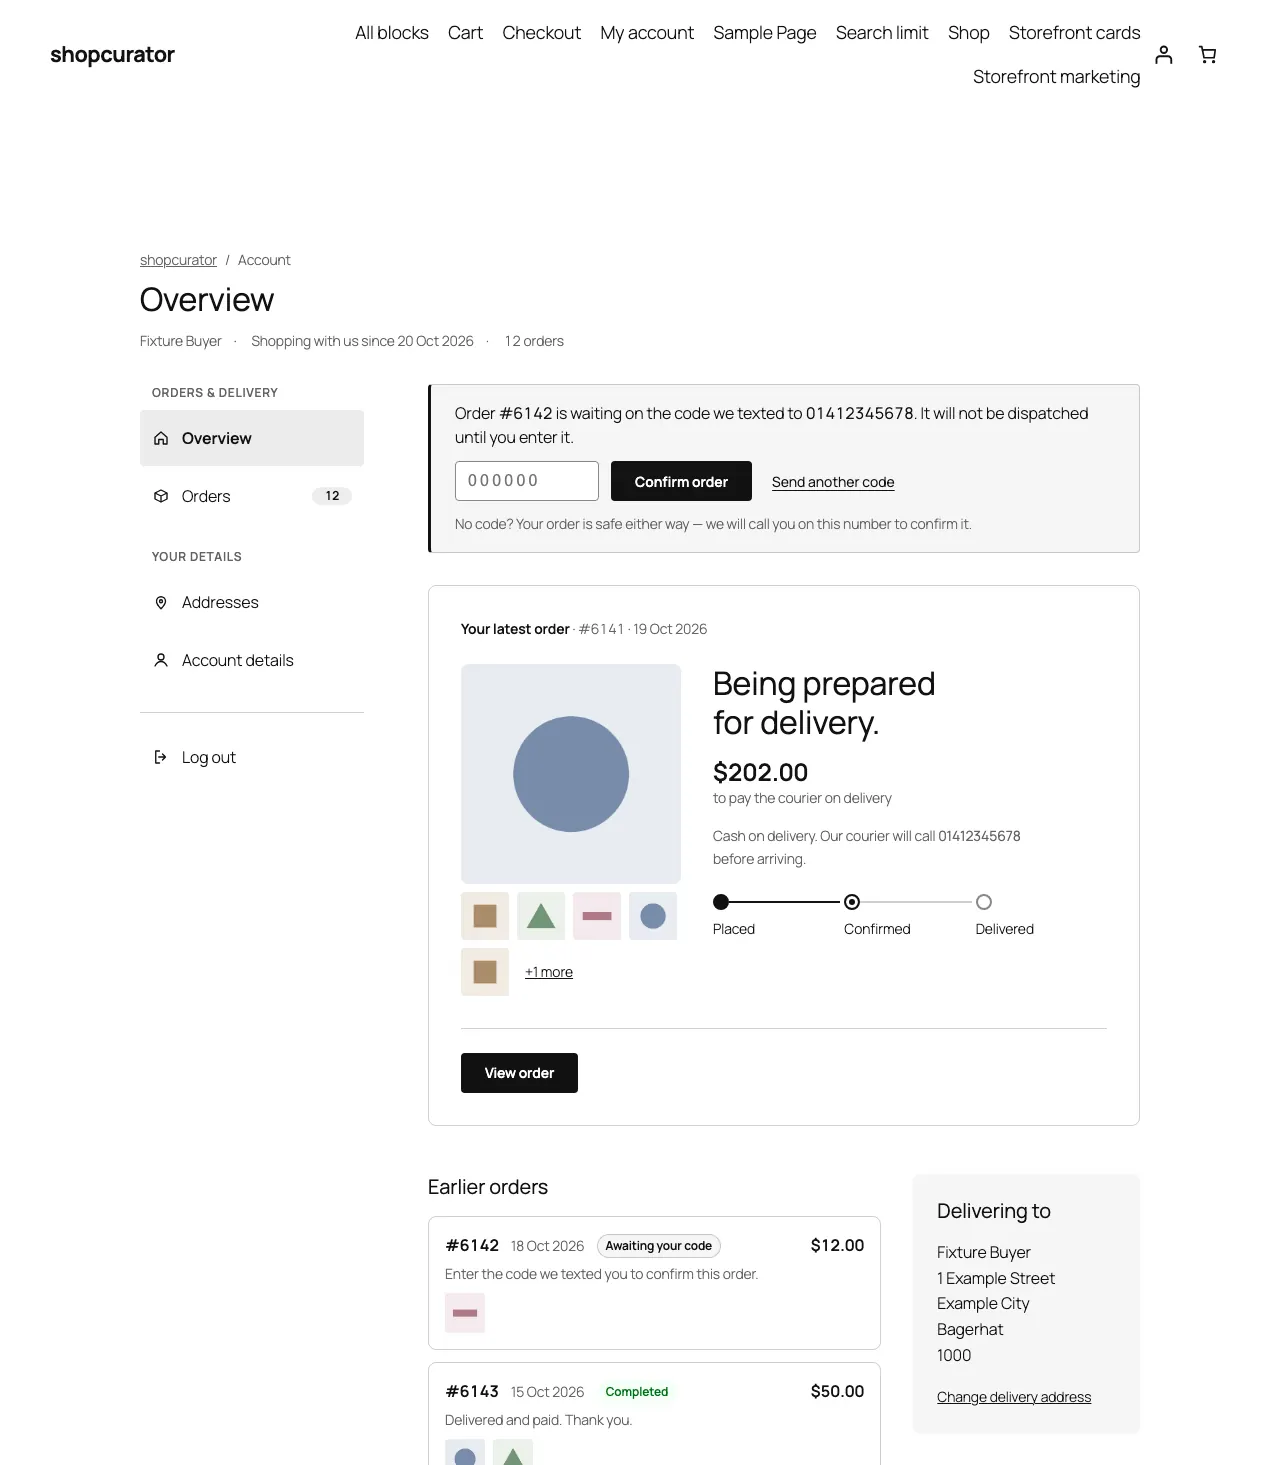 shopcurator
All blocks Cart Checkout My account Sample Page Search limit Shop Storefront cards
Storefront marketing
shopcurator / Account
Overview
Fixture Buyer · Shopping with us since 20 Oct 2026 · 12 orders
ORDERS & DELIVERY
Overview
Orders 12
YOUR DETAILS
Addresses
Account details
Log out
Order #6142 is waiting on the code we texted to 01412345678. It will not be dispatched
until you enter it.
000000 Confirm order Send another code
No code? Your order is safe either way — we will call you on this number to confirm it.
Your latest order · #6141 · 19 Oct 2026
Being prepared
for delivery.
$202.00
to pay the courier on delivery
Cash on delivery. Our courier will call 01412345678
before arriving.
Placed Confirmed Delivered
+1 more
View order
Earlier orders
#6142 18 Oct 2026 Awaiting your code $12.00
Enter the code we texted you to confirm this order.
#6143 15 Oct 2026 Completed $50.00
Delivered and paid. Thank you.
Delivering to
Fixture Buyer
1 Example Street
Example City
Bagerhat
1000
Change delivery address